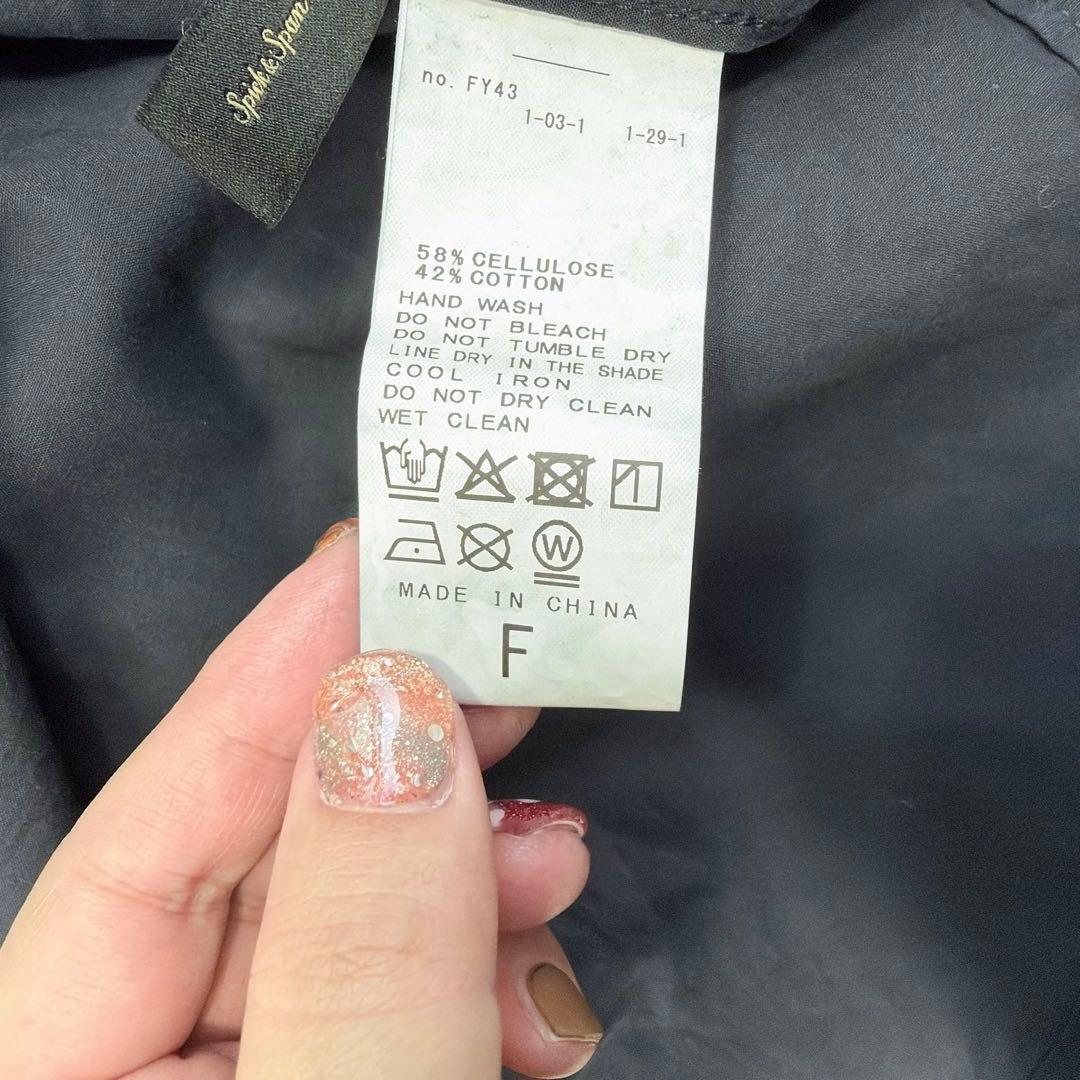 Spick & Span
no. FY43
1-03-1 1-29-1
58% CELLULOSE
42% COTTON
HAND WASH
DO NOT BLEACH
DO NOT TUMBLE DRY
LINE DRY IN THE SHADE
COOL IRON
DO NOT DRY CLEAN
WET CLEAN
W
MADE IN CHINA
F